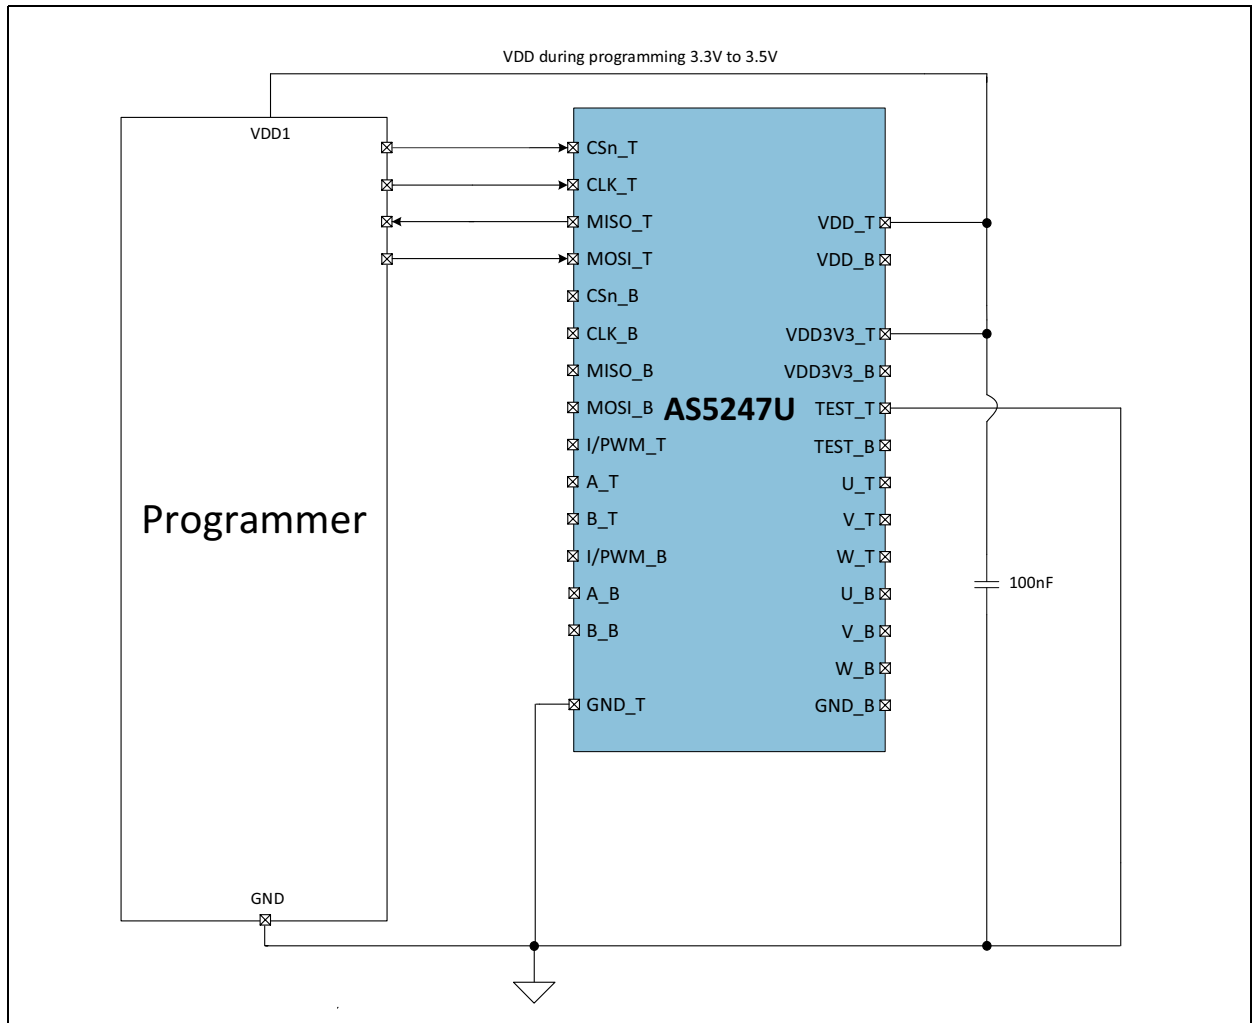 VDD during programming 3.3V to 3.5V
VDD1
Programmer
GND
CSn_T
CLK_T
MISO_T
MOSI_T
CSn_B
CLK_B
MISO_B
MOSI_B
I/PWM_T
A_T
B_T
I/PWM_B
A_B
B_B
GND_T
AS5247U
VDD_T
VDD_B
VDD3V3_T
VDD3V3_B
TEST_T
TEST_B
U_T
V_T
W_T
U_B
V_B
W_B
GND_B
100nF